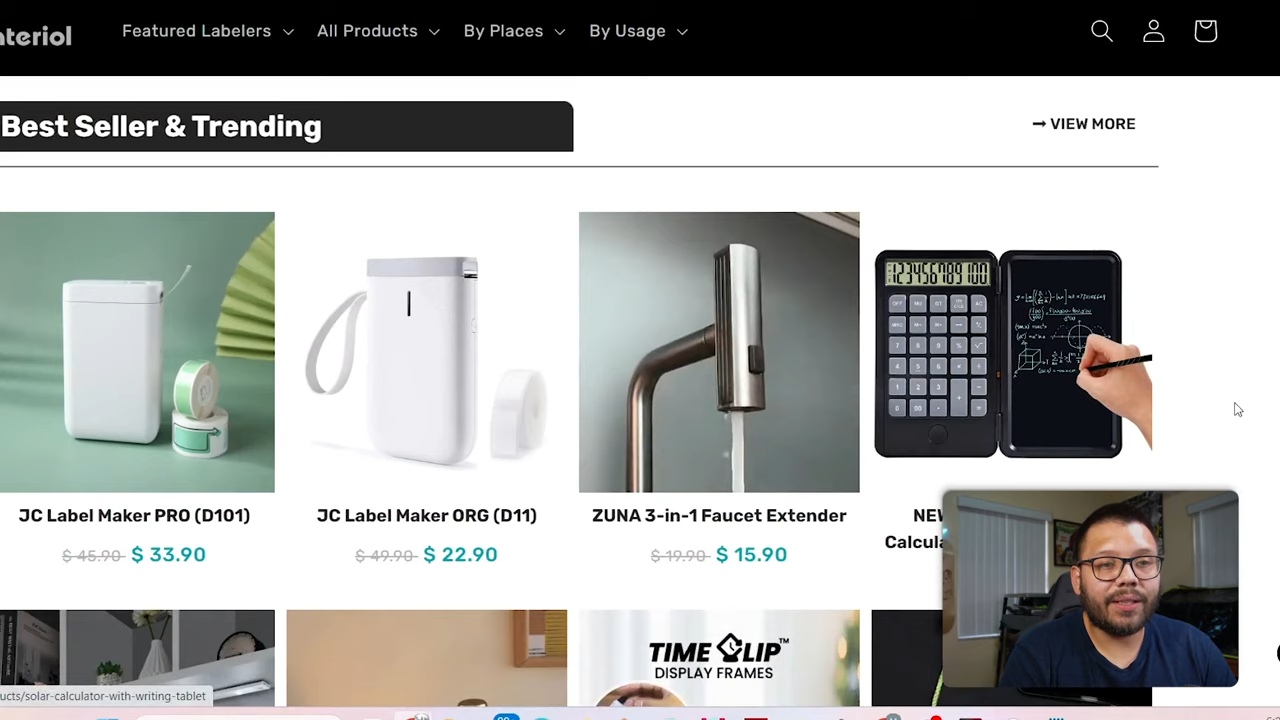 nteriol
Featured Labelers
All Products
By Places
By Usage
Best Seller & Trending
→ VIEW MORE
JC Label Maker PRO (D101)
$ 45.90 $ 33.90
JC Label Maker ORG (D11)
$ 49.90 $ 22.90
ZUNA 3-in-1 Faucet Extender
$ 19.90 $ 15.90
NEW
Calcula
TIME CLIP™
DISPLAY FRAMES
ucts/solar-calculator-with-writing-tablet